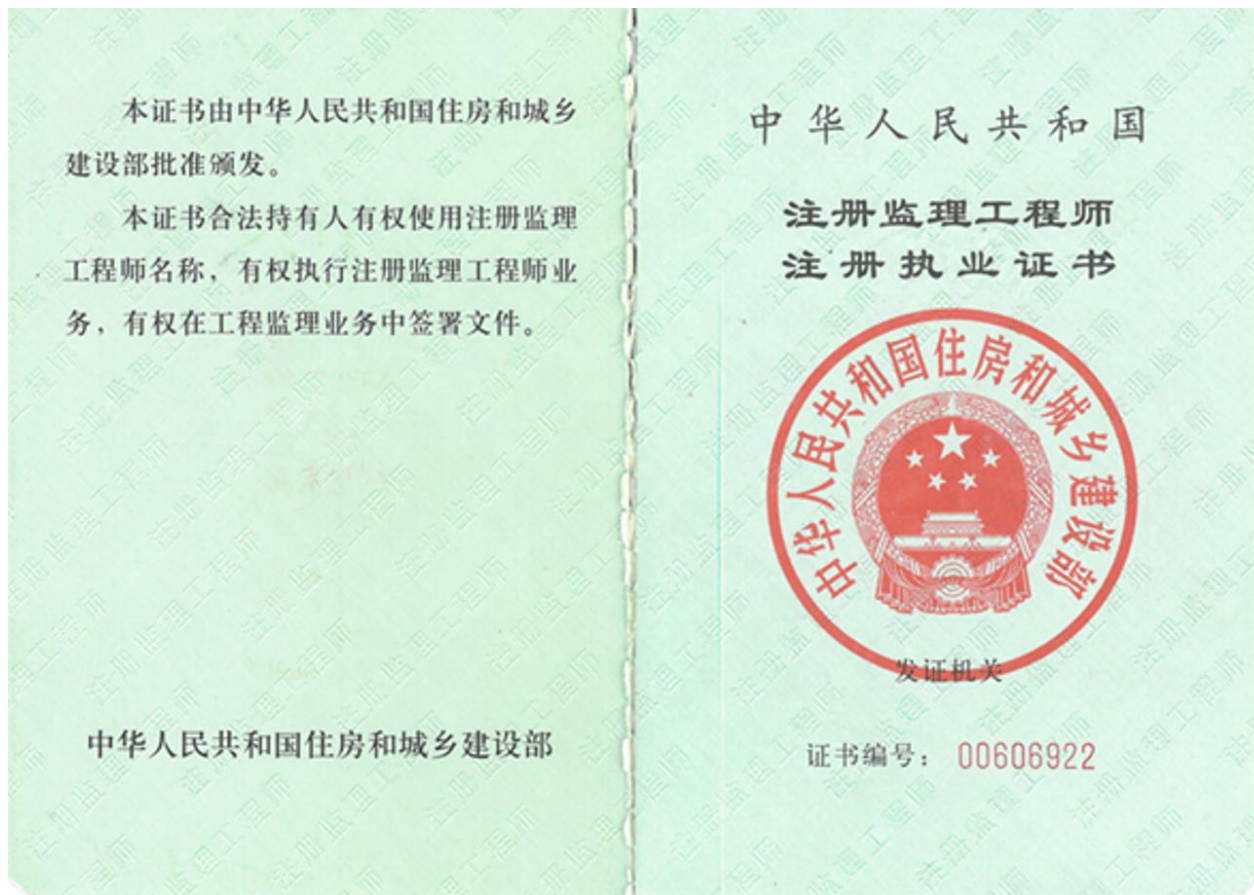 本证书由中华人民共和国住房和城乡
建设部批准颁发。
本证书合法持有人有权使用注册监理
工程师名称，有权执行注册监理工程师业
务，有权在工程监理业务中签署文件。
中华人民共和国住房和城乡建设部
中华人民共和国
注册监理工程师
注册执业证书
中华人民共和国住房和城乡建设部
发证机关
证书编号：00606922